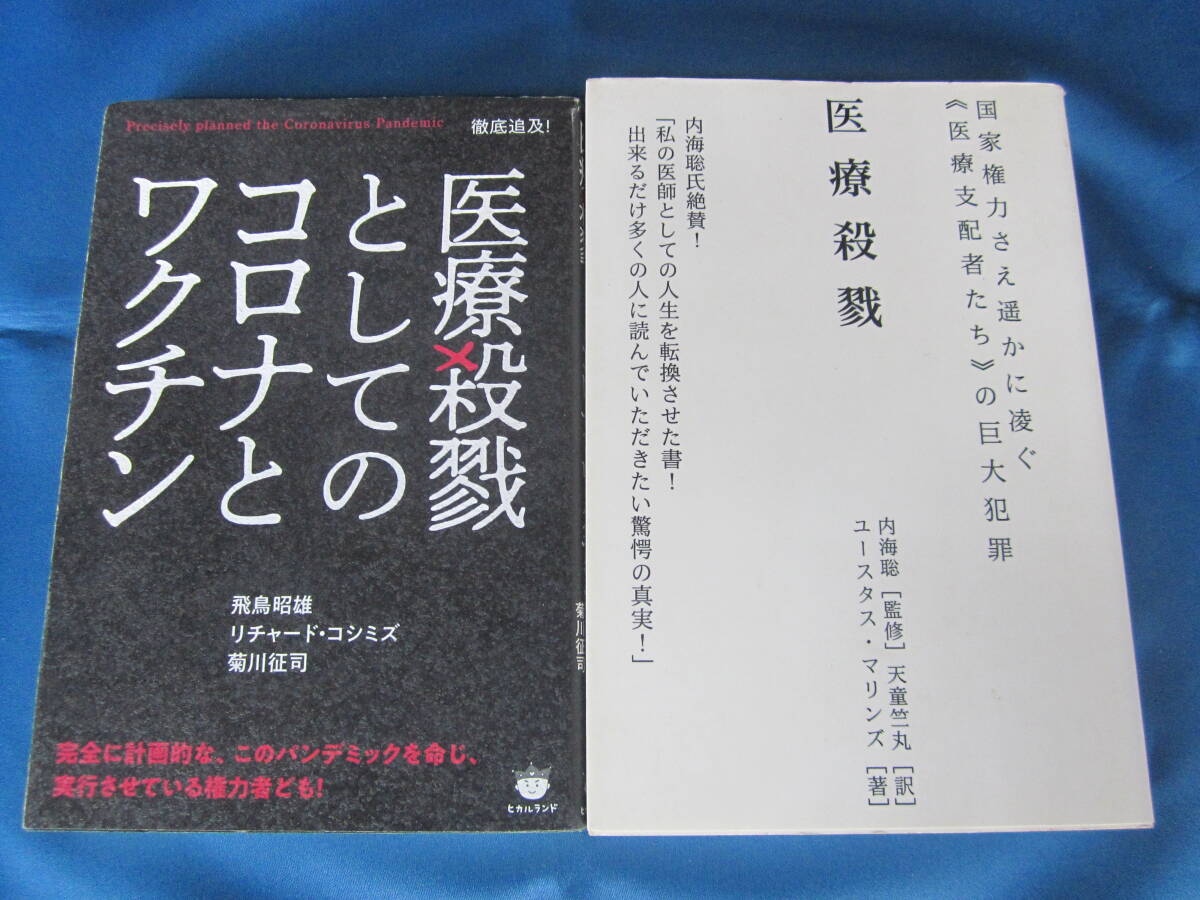 Precisely planned the Coronavirus Pandemic
徹底追及!
医療殺戮
としての
コロナと
ワクチン
飛鳥昭雄
リチャード・コシミズ
菊川征司
完全に計画的な、このパンデミックを命じ、
実行させている権力者ども!
ヒカルランド
菊川征司
国家権力さえ遥かに凌ぐ
《医療支配者たち》の巨大犯罪
医療殺戮
内海聡[監修]天童竺丸[訳]
ユースタス・マリンズ[著]
内海聡氏絶賛!
「私の医師としての人生を転換させた書!
出来るだけ多くの人に読んでいただきたい驚愕の真実!」